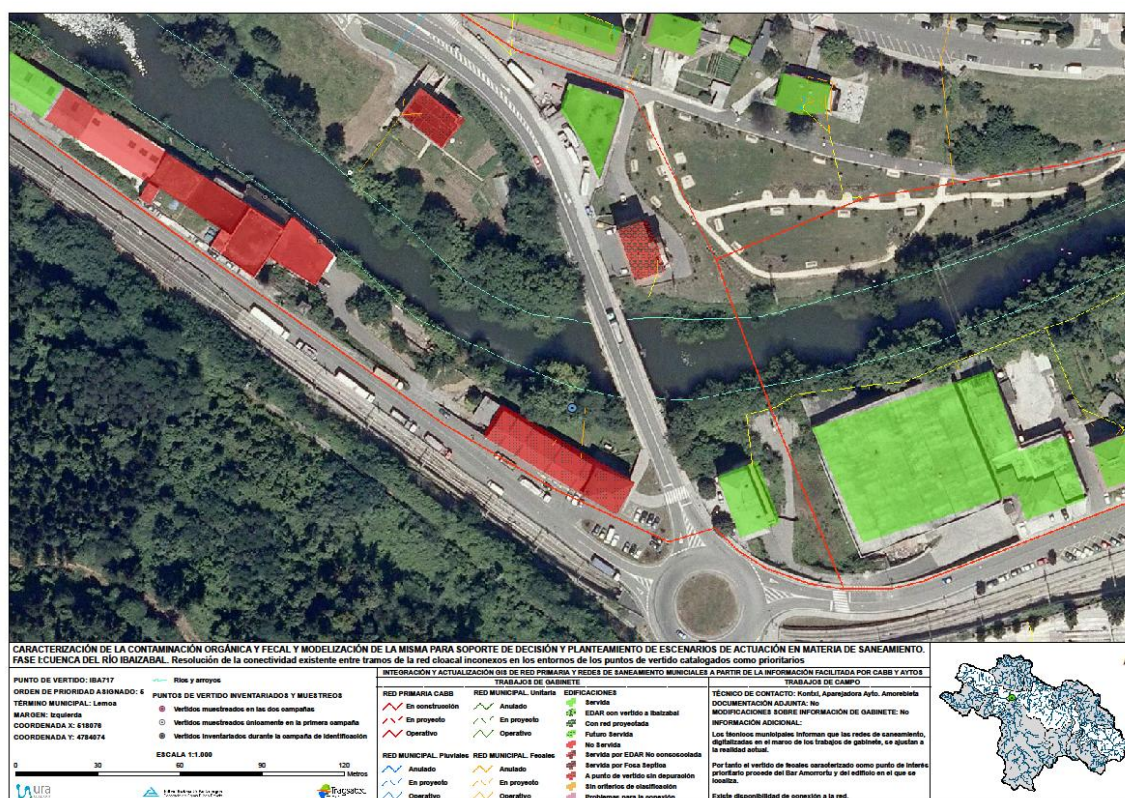 CARACTERIZACIÓN DE LA CONTAMINACIÓN ORGÁNICA Y FECAL Y MODELIZACIÓN DE LA MISMA PARA SOPORTE DE DECISIÓN Y PLANTEAMIENTO DE ESCENARIOS DE ACTUACIÓN EN MATERIA DE SANEAMIENTO.
FASE I:CUENCA DEL RÍO IBAIZABAL. Resolución de la conectividad existente entre tramos de la red cloacal inconexos en los entornos de los puntos de vertido catalogados como prioritarios
PUNTO DE VERTIDO: IBA717
ORDEN DE PRIORIDAD ASIGNADO: 6
TÉRMINO MUNICIPAL: Lemoa
MARGEN: Izquierda
COORDENADA X: 518076
COORDENADA Y: 4784074
Ríos y arroyos
PUNTOS DE VERTIDO INVENTARIADOS Y MUESTREOS
Vertidos muestreados en las dos campañas
Vertidos muestreados únicamente en la primera campaña
Vertidos inventariados durante la campaña de identificación
ESCALA 1:1.000
0 30 60 90 120
Metros
ura
Tragsatec
INTEGRACIÓN Y ACTUALIZACIÓN GIS DE RED PRIMARIA Y REDES DE SANEAMIENTO MUNICIALES A PARTIR DE LA INFORMACIÓN FACILITADA POR CABB Y AYTOS
TRABAJOS DE GABINETE
RED PRIMARIA CABB
En construcción
En proyecto
Operativo
RED MUNICIPAL. Unitaria
Anulado
En proyecto
Operativo
RED MUNICIPAL. Pluviales
Anulado
En proyecto
Operativo
RED MUNICIPAL. Fecales
Anulado
En proyecto
Operativo
EDIFICACIONES
Servida
EDAR con vertido a Ibaizabal
Con red proyectada
Futuro Servida
No Servida
Servida por EDAR No consocolada
Servida por Fosa Septica
A punto de vertido sin depuración
Sin criterios de clasificación
Problemas para la conexión
TRABAJOS DE CAMPO
TÉCNICO DE CONTACTO: Kontxi, Aparejadora Ayto. Amorebieta
DOCUMENTACIÓN ADJUNTA: No
MODIFICACIONES SOBRE INFORMACIÓN DE GABINETE: No
INFORMACIÓN ADICIONAL:
Los técnicos municipales informan que las redes de saneamiento, digitalizadas en el marco de los trabajos de gabinete, se ajustan a
la realidad actual.
Por tanto el vertido de fecales caracterizado como punto de interés
prioritario procede del Bar Amorrortu y del edificio en el que se
localiza.
Existe disponibilidad de conexión a la red.